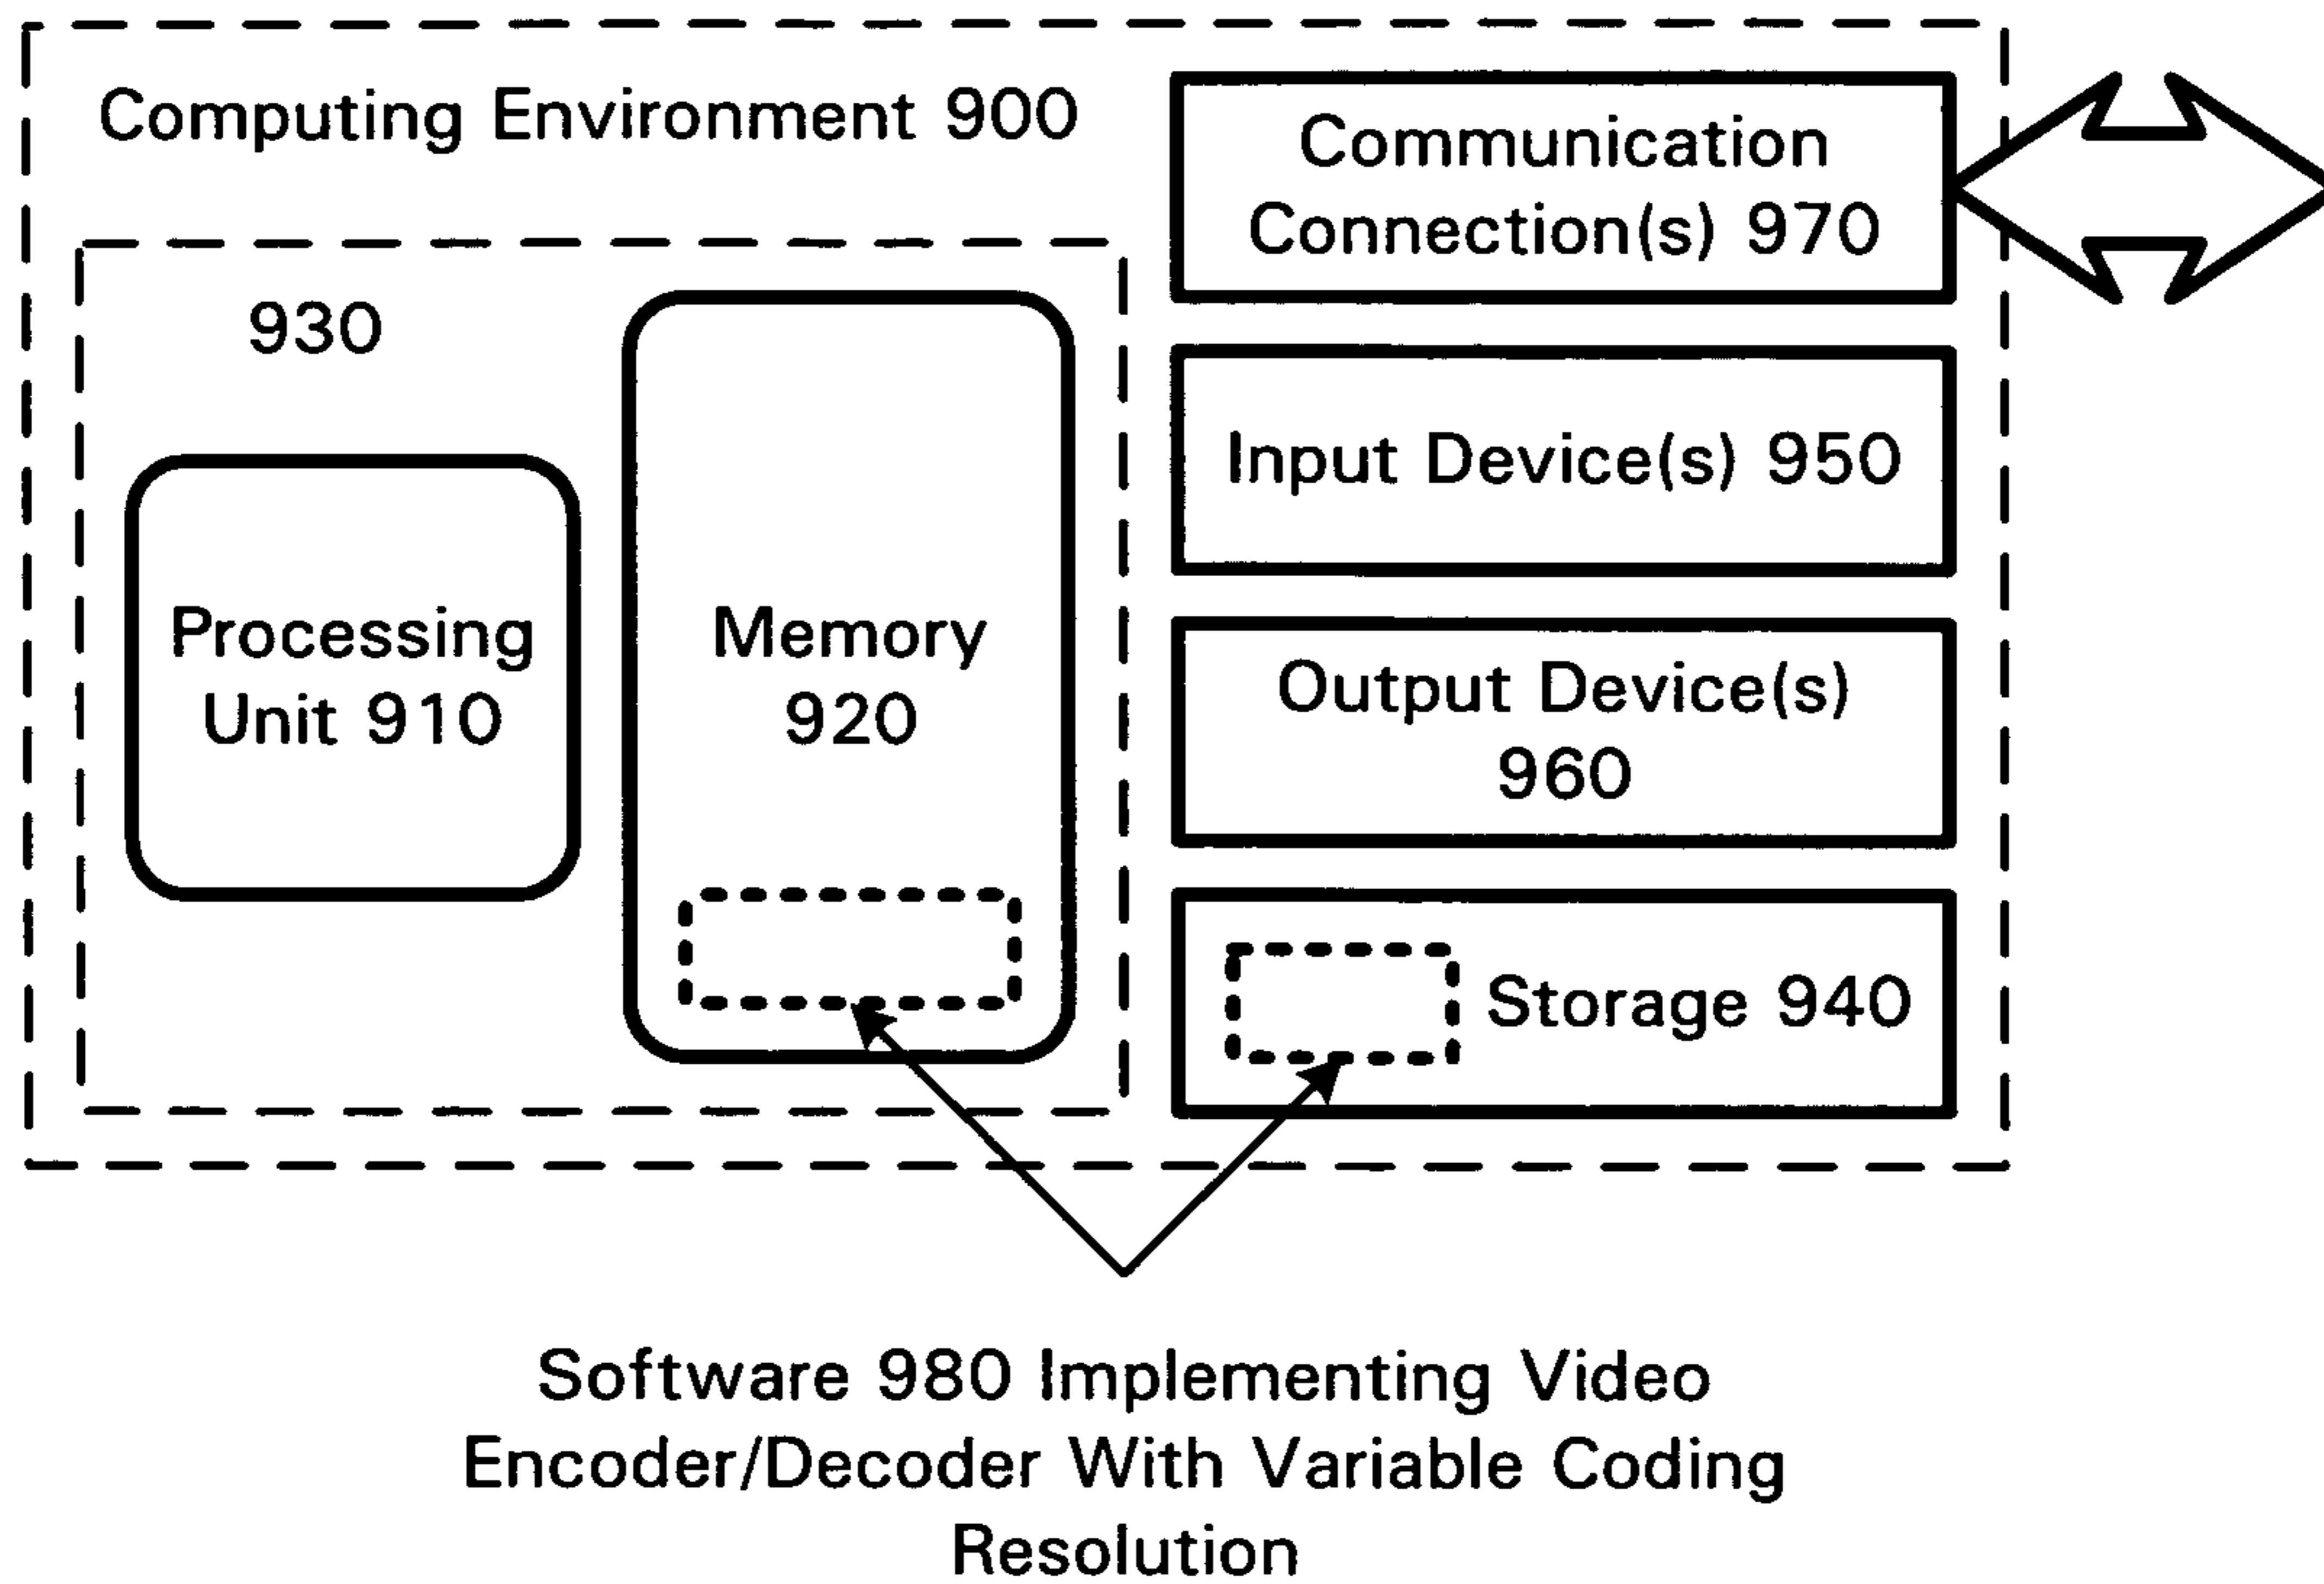 Computing Environment 900
930
Processing
Unit 910
Memory
920
Communication
Connection(s) 970
Input Device(s) 950
Output Device(s)
960
Storage 940
Software 980 Implementing Video
Encoder/Decoder With Variable Coding
Resolution